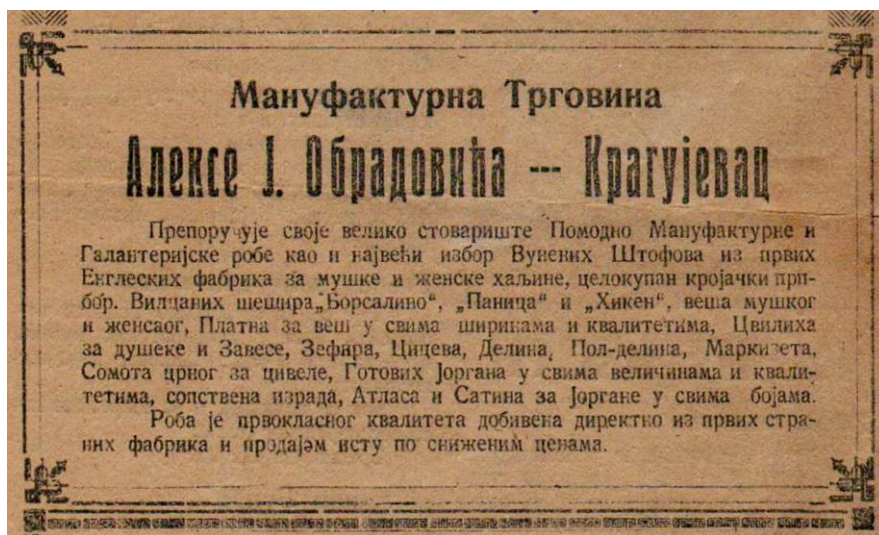 Мануфактурна Трговина
Алексе Ј. Обрадовића --- Крагујевац
Препоручује своје велико стовариште Помодно Мануфактурне и
Галантеријске робе као и највећи избор Вунених Штофова из првих
Енглеских фабрика за мушке и женске хаљине, целокупан кројачки при-
бор. Вилцаних шешира „Борсалино“, „Паница“ и „Хикен“, веша мушког
и женсаог, Платна за веш у свима ширинама и квалитетима, Цвилиха
за душеке и Завесе, Зефира, Цицева, Делина, Пол-делина, Маркизета,
Сомота црног за цивеле, Готових Јоргана у свима величинама и квали-
тетима, сопствена израда, Атласа и Сатина за Јоргане у свима бојама.
Роба је првокласног квалитета добивена директно из првих стра-
них фабрика и продајем исту по сниженим ценама.